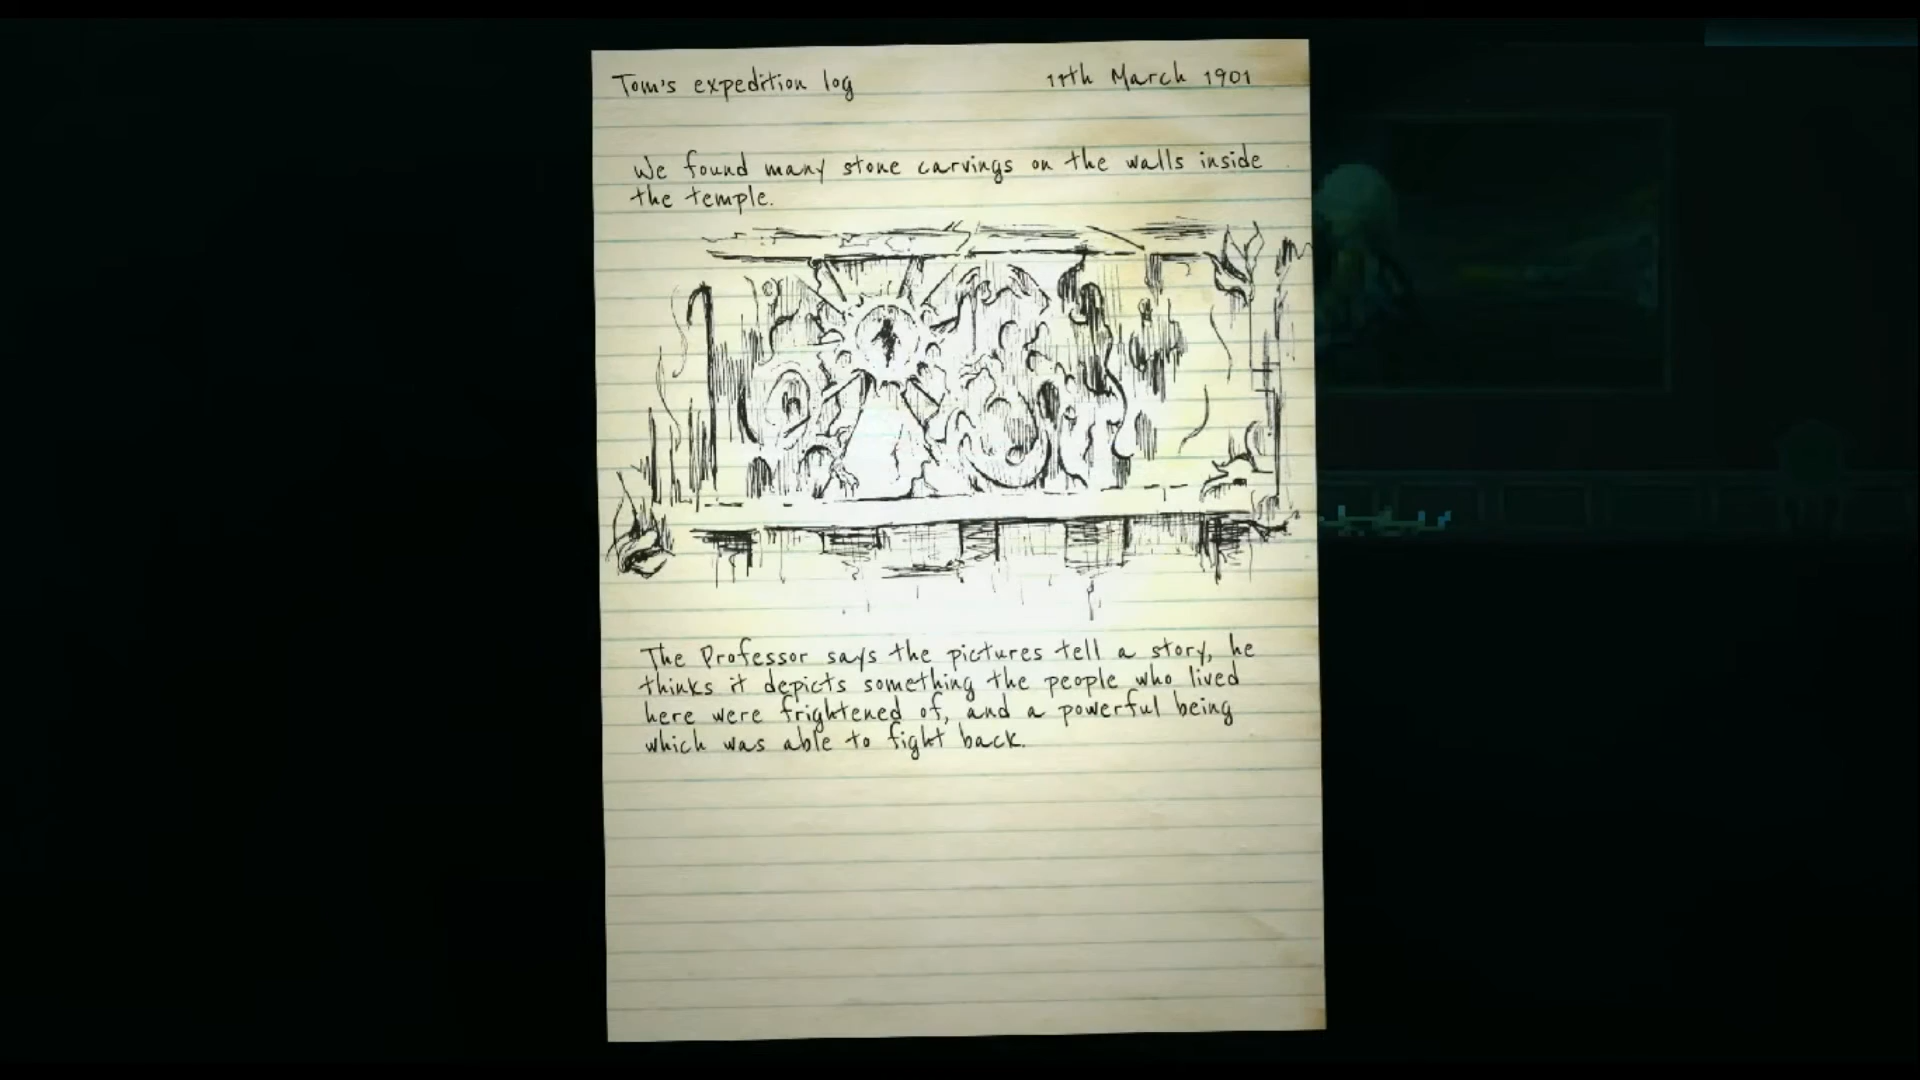 Tom's expedition log 11th March 1901
We found many stone carvings on the walls inside
the temple.
The Professor says the pictures tell a story, he
thinks it depicts something the people who lived
here were frightened of, and a powerful being
which was able to fight back.